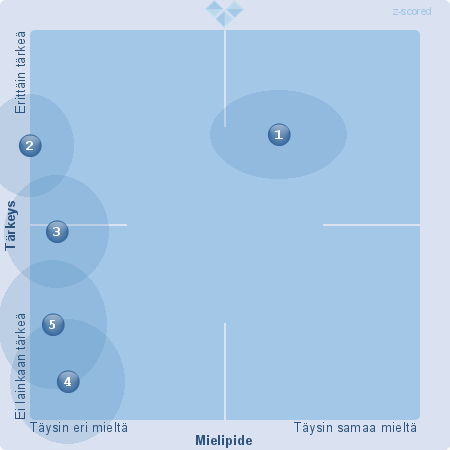 z-scored
Erittäin tärkeä
Tärkeys
Ei lainkaan tärkeä
1
2
3
5
4
Täysin eri mieltä
Täysin samaa mieltä
Mielipide